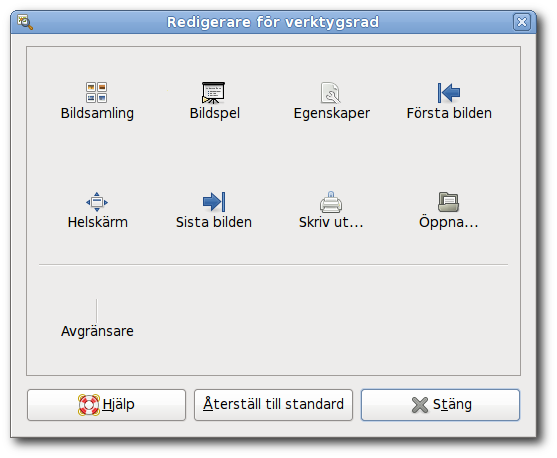 Redigerare för verktygsrad
Bildsamling Bildspel Egenskaper Första bilden
Helskärm Sista bilden Skriv ut... Öppna...
Avgränsare
Hjälp Återställ till standard Stäng